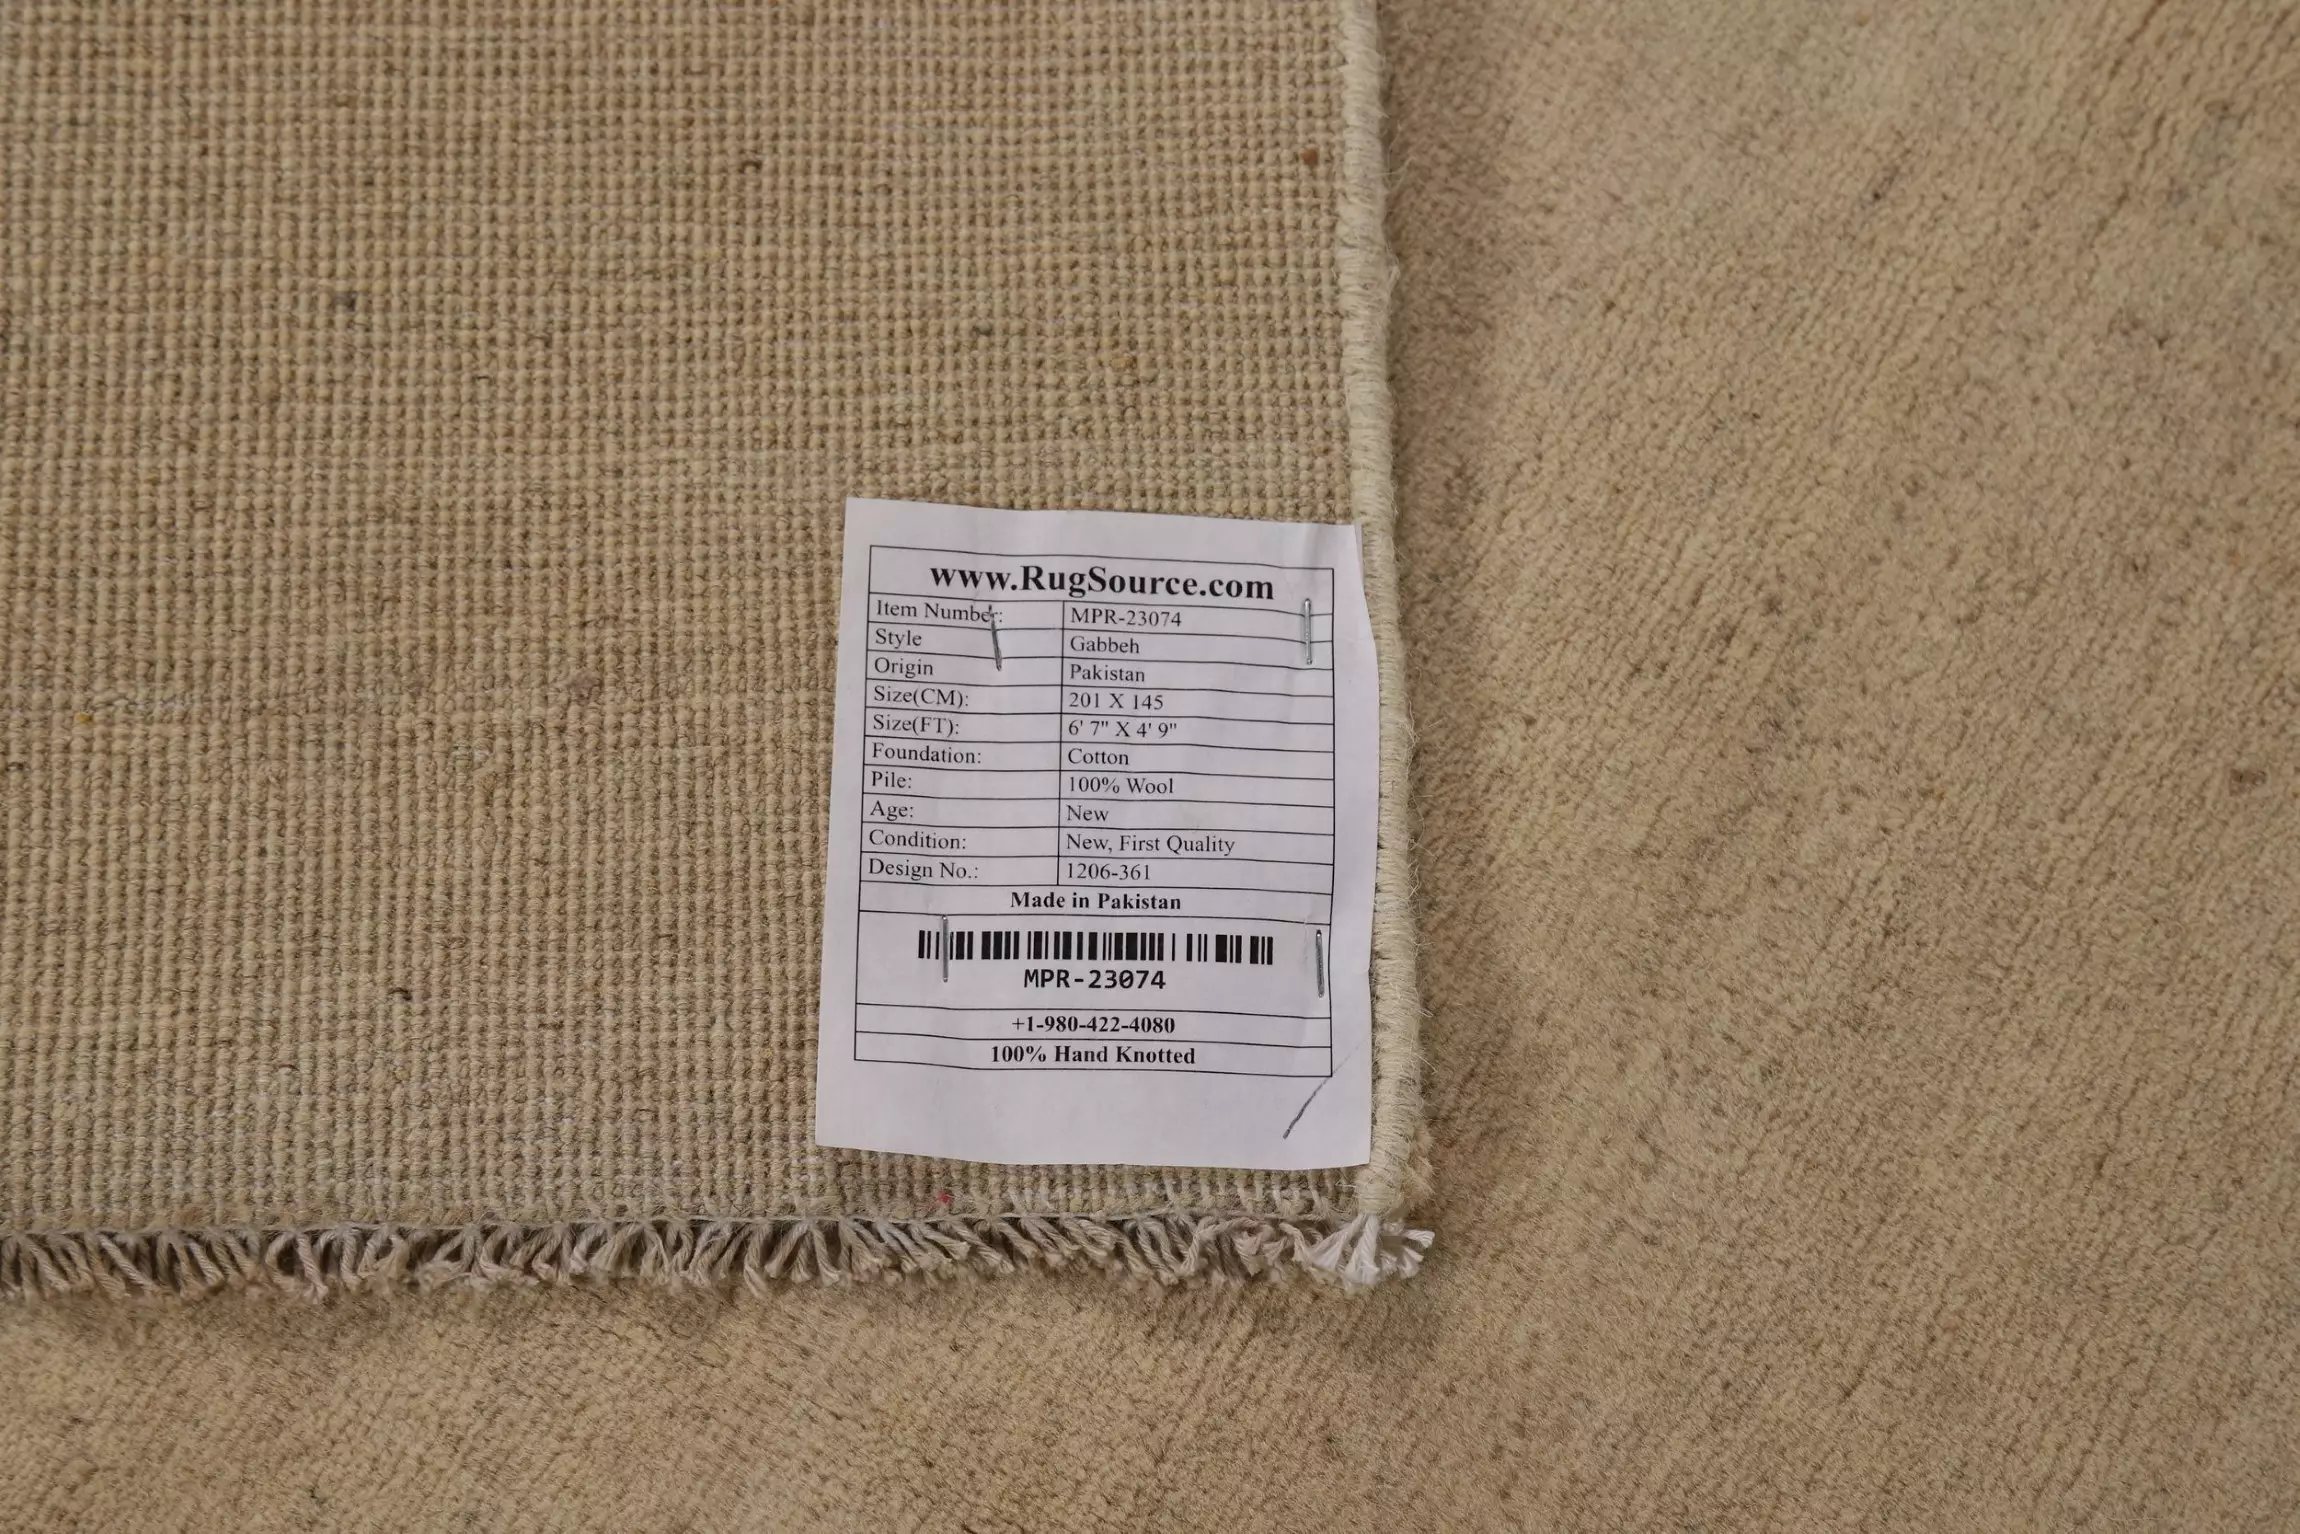 www.RugSource.com
Item Number: MPR-23074
Style Gabbeh
Origin Pakistan
Size(CM): 201 X 145
Size(FT): 6' 7" X 4' 9"
Foundation: Cotton
Pile: 100% Wool
Age: New
Condition: New, First Quality
Design No.: 1206-361
Made in Pakistan
MPR-23074
+1-980-422-4080
100% Hand Knotted